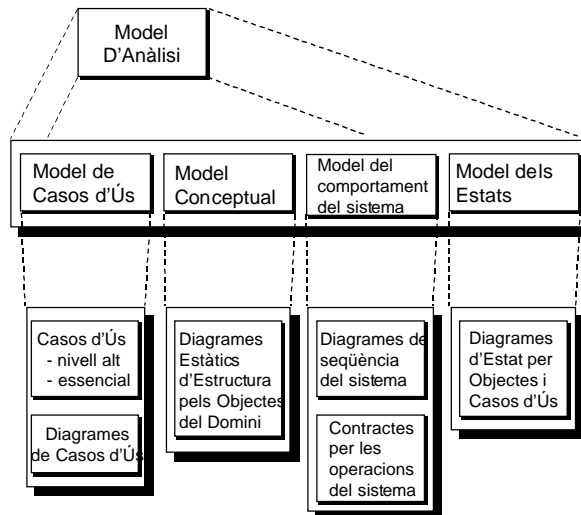 Model
D'Anàlisi
Model de
Casos d'Ús
Model
Conceptual
Model del
comportament
del sistema
Model dels
Estats
Casos d'Ús
- nivell alt
- essencial
Diagrames
de Casos d'Ús
Diagrames
Estàtics
d'Estructura
pels Objectes
del Domini
Diagrames de
seqüència
del sistema
Contractes
per les
operacions
del sistema
Diagrames
d'Estat per
Objectes i
Casos d'Ús